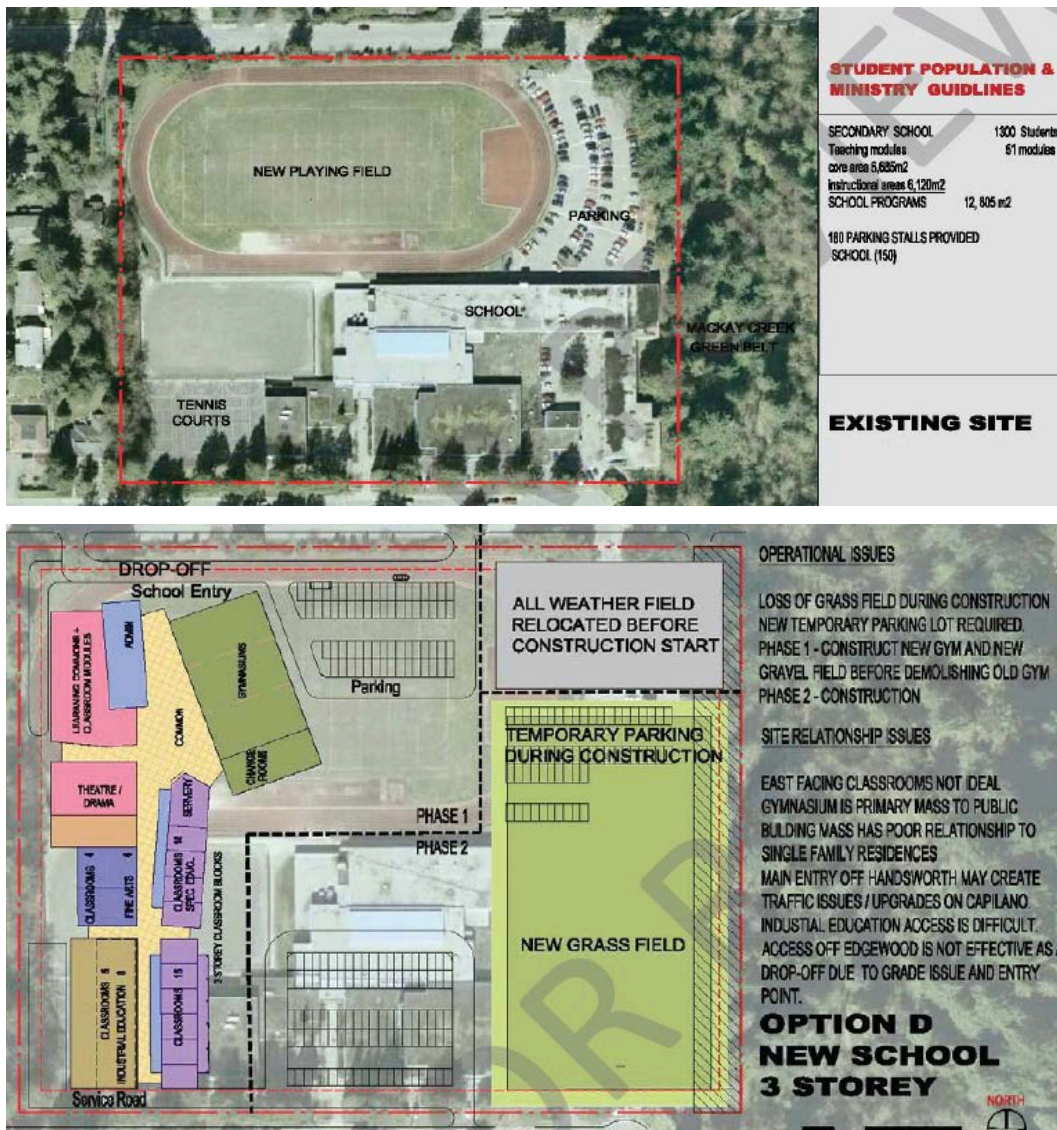 NEW PLAYING FIELD
PARKING
SCHOOL
MACKAY CREEK
GREEN BELT
TENNIS
COURTS
STUDENT POPULATION &
MINISTRY GUIDLINES
SECONDARY SCHOOL 1300 Students
Teaching modules 51 modules
core area 5,685m2
instructional areas 6,120m2
SCHOOL PROGRAMS 12, 805 m2
180 PARKING STALLS PROVIDED
SCHOOL (150)
EXISTING SITE
DROP-OFF
School Entry
ADMIN
LEARNING COMMONS +
CLASSROOM MODULES
COMMON
GYMNASIUMS
CHANGE
ROOMS
Parking
THEATRE /
DRAMA
SERVERY
CLASSROOMS 14
SPEC EDUC..
CLASSROOMS 4
FINE ARTS 4
3 STOREY CLASSROOM BLOCKS
CLASSROOMS 6
INDUSTRIAL EDUCATION 8
CLASSROOMS 15
Service Road
PHASE 1
PHASE 2
ALL WEATHER FIELD
RELOCATED BEFORE
CONSTRUCTION START
TEMPORARY PARKING
DURING CONSTRUCTION
NEW GRASS FIELD
OPERATIONAL ISSUES
LOSS OF GRASS FIELD DURING CONSTRUCTION
NEW TEMPORARY PARKING LOT REQUIRED.
PHASE 1 - CONSTRUCT NEW GYM AND NEW
GRAVEL FIELD BEFORE DEMOLISHING OLD GYM
PHASE 2 - CONSTRUCTION
SITE RELATIONSHIP ISSUES
EAST FACING CLASSROOMS NOT IDEAL
GYMNASIUM IS PRIMARY MASS TO PUBLIC
BULDING MASS HAS POOR RELATIONSHIP TO
SINGLE FAMILY RESIDENCES
MAIN ENTRY OFF HANDSWORTH MAY CREATE
TRAFFIC ISSUES / UPGRADES ON CAPILANO.
INDUSTIAL EDUCATION ACCESS IS DIFFICULT.
ACCESS OFF EDGEWOOD IS NOT EFFECTIVE AS
DROP-OFF DUE TO GRADE ISSUE AND ENTRY
POINT.
OPTION D
NEW SCHOOL
3 STOREY
NORTH